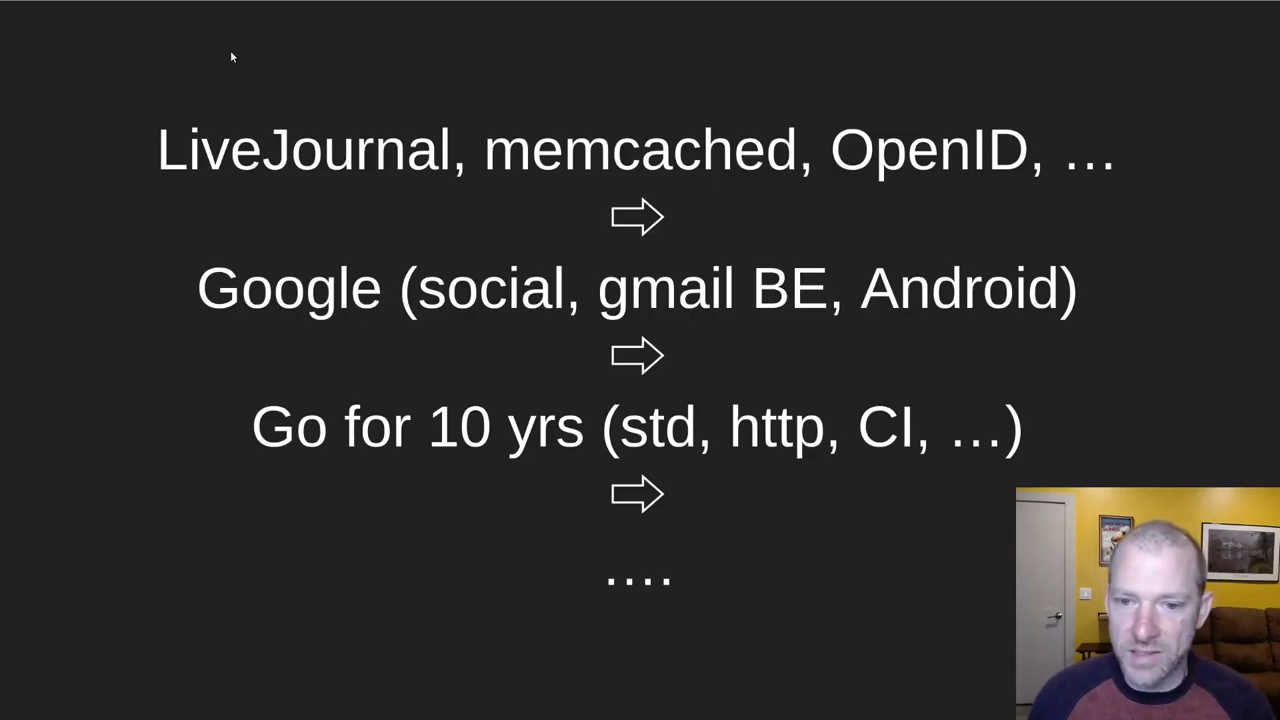 LiveJournal, memcached, OpenID, …
⇨
Google (social, gmail BE, Android)
⇨
Go for 10 yrs (std, http, CI, …)
⇨
….